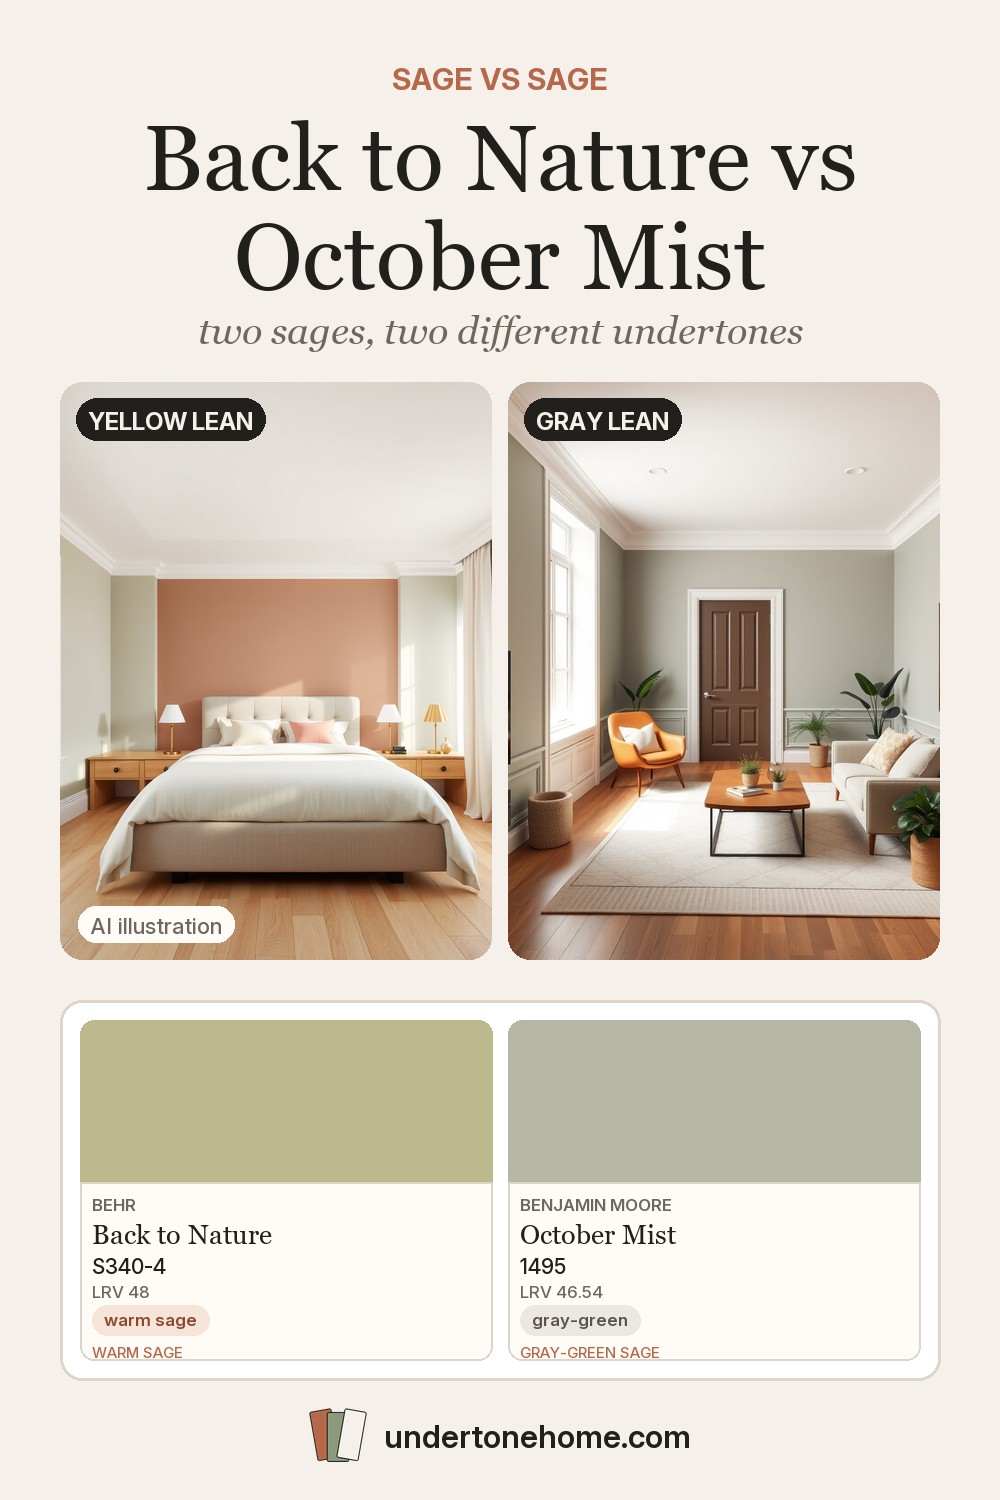 SAGE VS SAGE
Back to Nature vs
October Mist
two sages, two different undertones
YELLOW LEAN
GRAY LEAN
AI illustration
BEHR
Back to Nature
S340-4
LRV 48
warm sage
WARM SAGE
BENJAMIN MOORE
October Mist
1495
LRV 46.54
gray-green
GRAY-GREEN SAGE
undertonehome.com